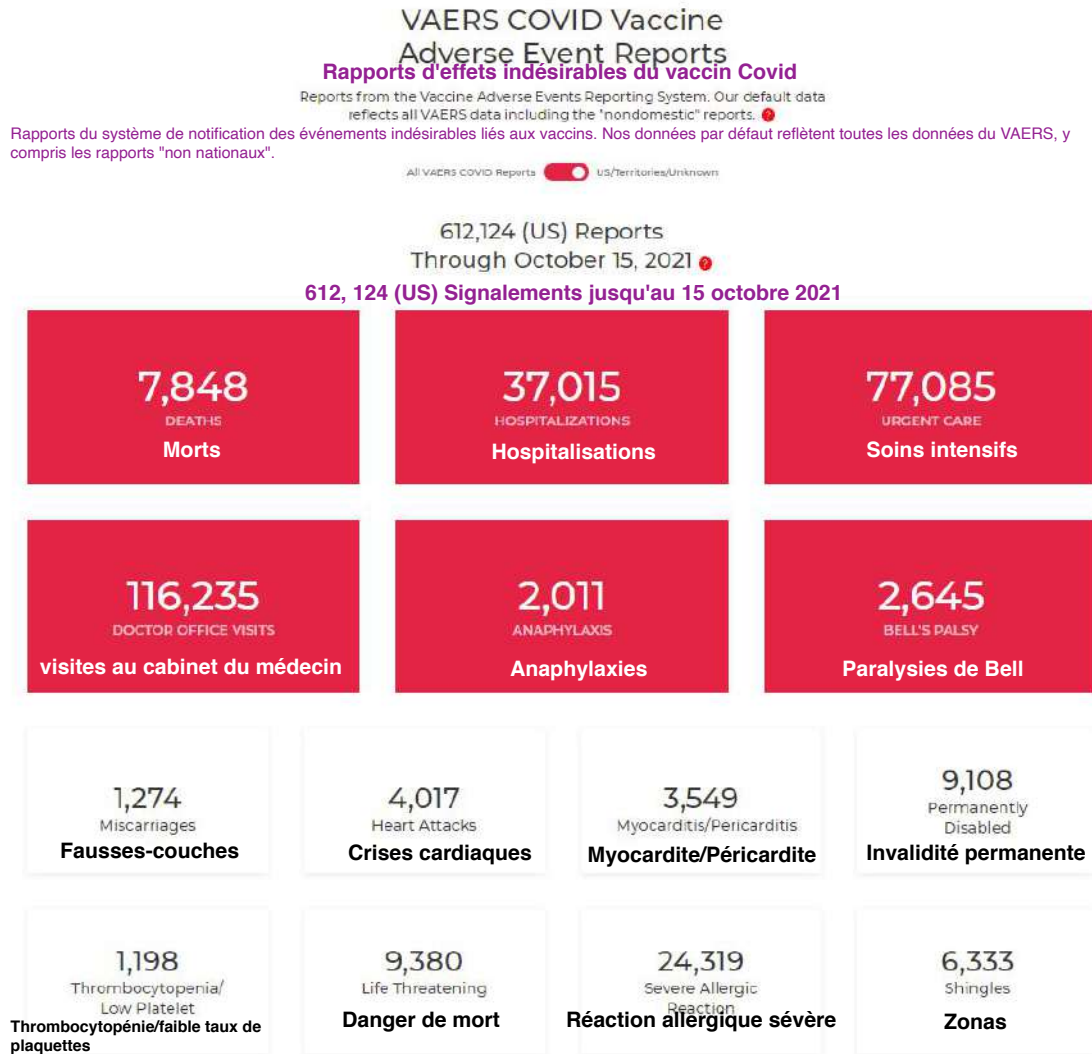 VAERS COVID Vaccine
Adverse Event Reports
Rapports d'effets indésirables du vaccin Covid
Reports from the Vaccine Adverse Events Reporting System. Our default data
reflects all VAERS data including the "nondomestic" reports. ?
Rapports du système de notification des événements indésirables liés aux vaccins. Nos données par défaut reflètent toutes les données du VAERS, y
compris les rapports "non nationaux".
All VAERS COVID Reports US/Territories/Unknown
612,124 (US) Reports
Through October 15, 2021 ?
612, 124 (US) Signalements jusqu'au 15 octobre 2021
7,848
DEATHS
Morts
37,015
HOSPITALIZATIONS
Hospitalisations
77,085
URGENT CARE
Soins intensifs
116,235
DOCTOR OFFICE VISITS
visites au cabinet du médecin
2,011
ANAPHYLAXIS
Anaphylaxies
2,645
BELL'S PALSY
Paralysies de Bell
1,274
Miscarriages
Fausses-couches
4,017
Heart Attacks
Crises cardiaques
3,549
Myocarditis/Pericarditis
Myocardite/Péricardite
9,108
Permanently
Disabled
Invalidité permanente
1,198
Thrombocytopenia/
Low Platelet
Thrombocytopénie/faible taux de
plaquettes
9,380
Life Threatening
Danger de mort
24,319
Severe Allergic
Reaction
Réaction allergique sévère
6,333
Shingles
Zonas